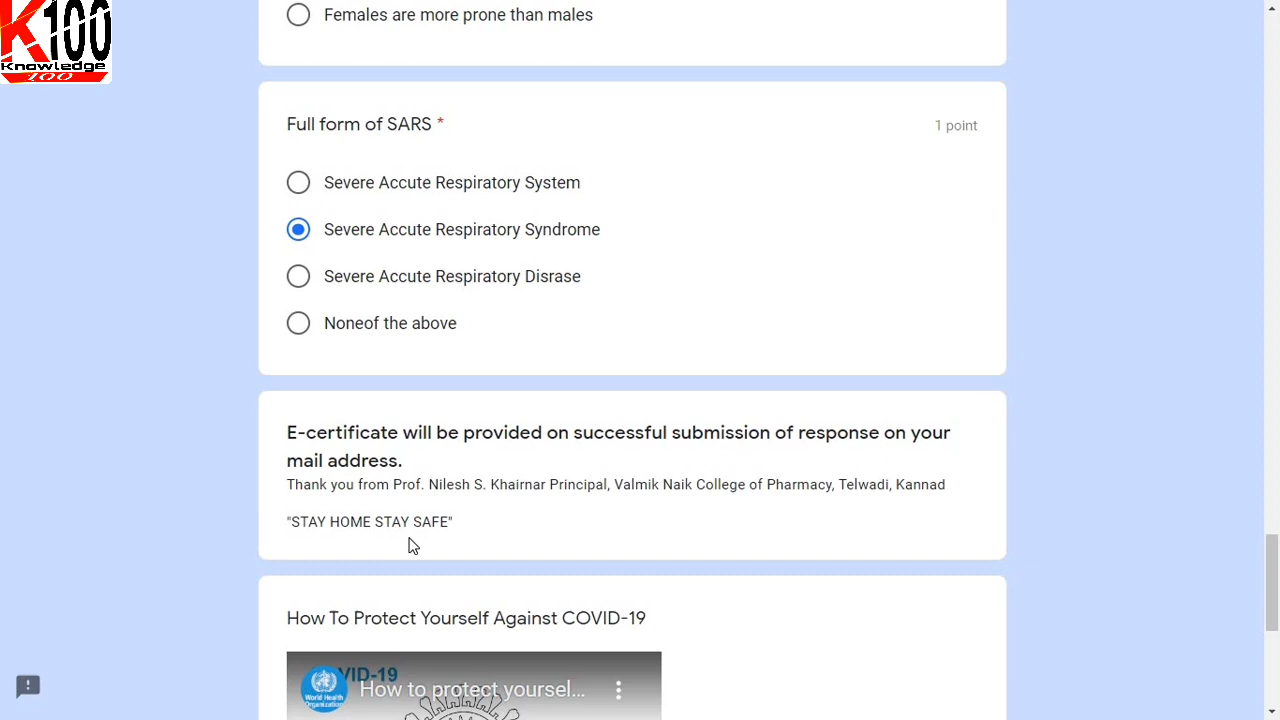 K100
Knowledge
100
Females are more prone than males
Full form of SARS *
1 point
Severe Accute Respiratory System
Severe Accute Respiratory Syndrome
Severe Accute Respiratory Disrase
Noneof the above
E-certificate will be provided on successful submission of response on your
mail address.
Thank you from Prof. Nilesh S. Khairnar Principal, Valmik Naik College of Pharmacy, Telwadi, Kannad
"STAY HOME STAY SAFE"
How To Protect Yourself Against COVID-19
VID-19
How to protect yoursel...
World Health
Organization